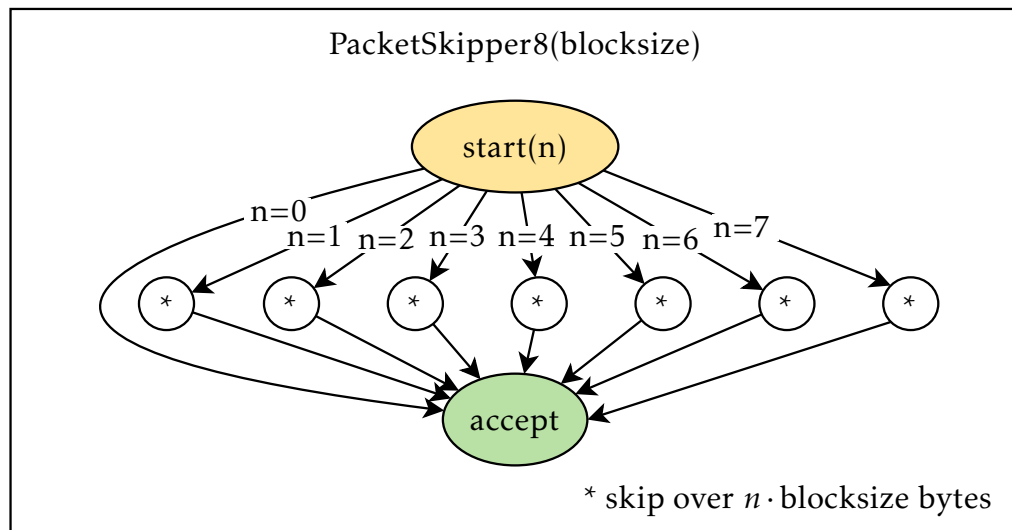 PacketSkipper8(blocksize)
start(n)
n=0
n=1
n=2
n=3
n=4
n=5
n=6
n=7
* * * * * * *
accept
* skip over n · blocksize bytes